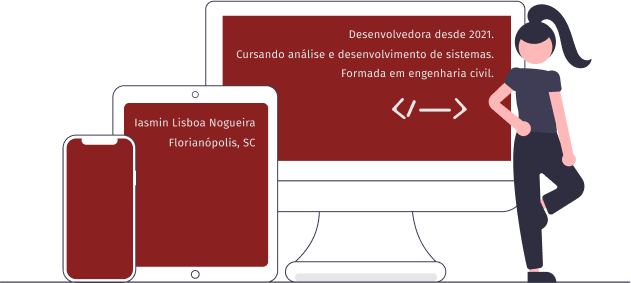 Desenvolvedora desde 2021.
Cursando análise e desenvolvimento de sistemas.
Formada em engenharia civil.
Iasmin Lisboa Nogueira
Florianópolis, SC